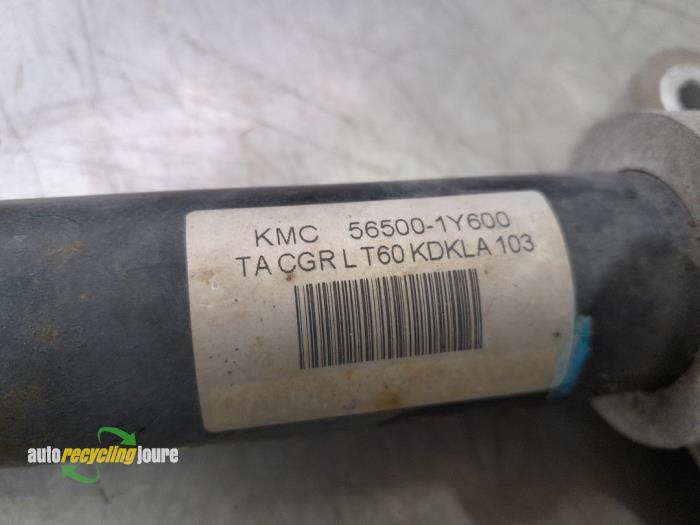 KMC 56500-1Y600
TA CGR L T60 KDKLA 103
autorecyclingjoure